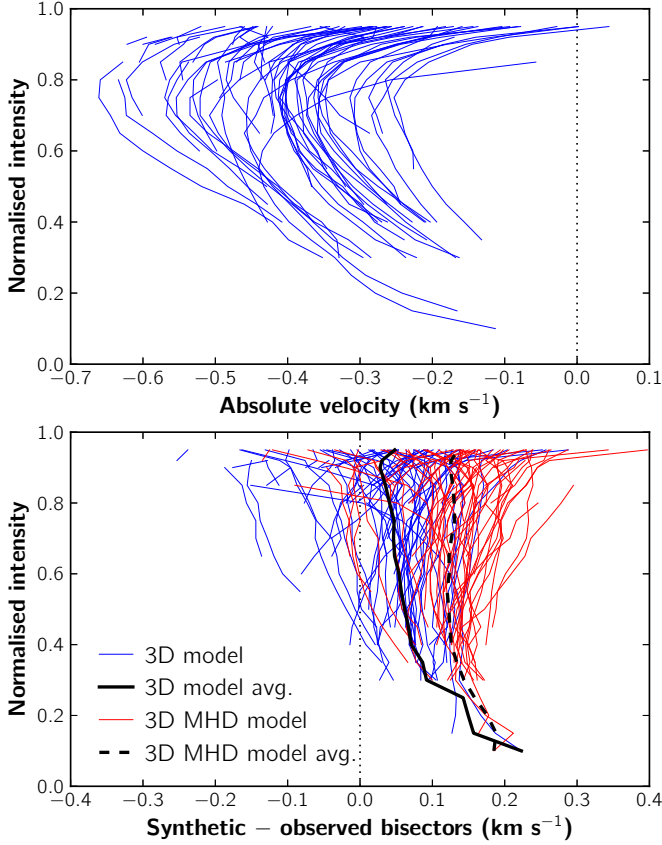 1.0
0.8
0.6
0.4
0.2
0.0
Normalised intensity
−0.7 −0.6 −0.5 −0.4 −0.3 −0.2 −0.1 0.0 0.1
Absolute velocity (km s⁻¹)
1.0
0.8
0.6
0.4
0.2
0.0
Normalised intensity
3D model
3D model avg.
3D MHD model
3D MHD model avg.
−0.4 −0.3 −0.2 −0.1 0.0 0.1 0.2 0.3 0.4
Synthetic − observed bisectors (km s⁻¹)